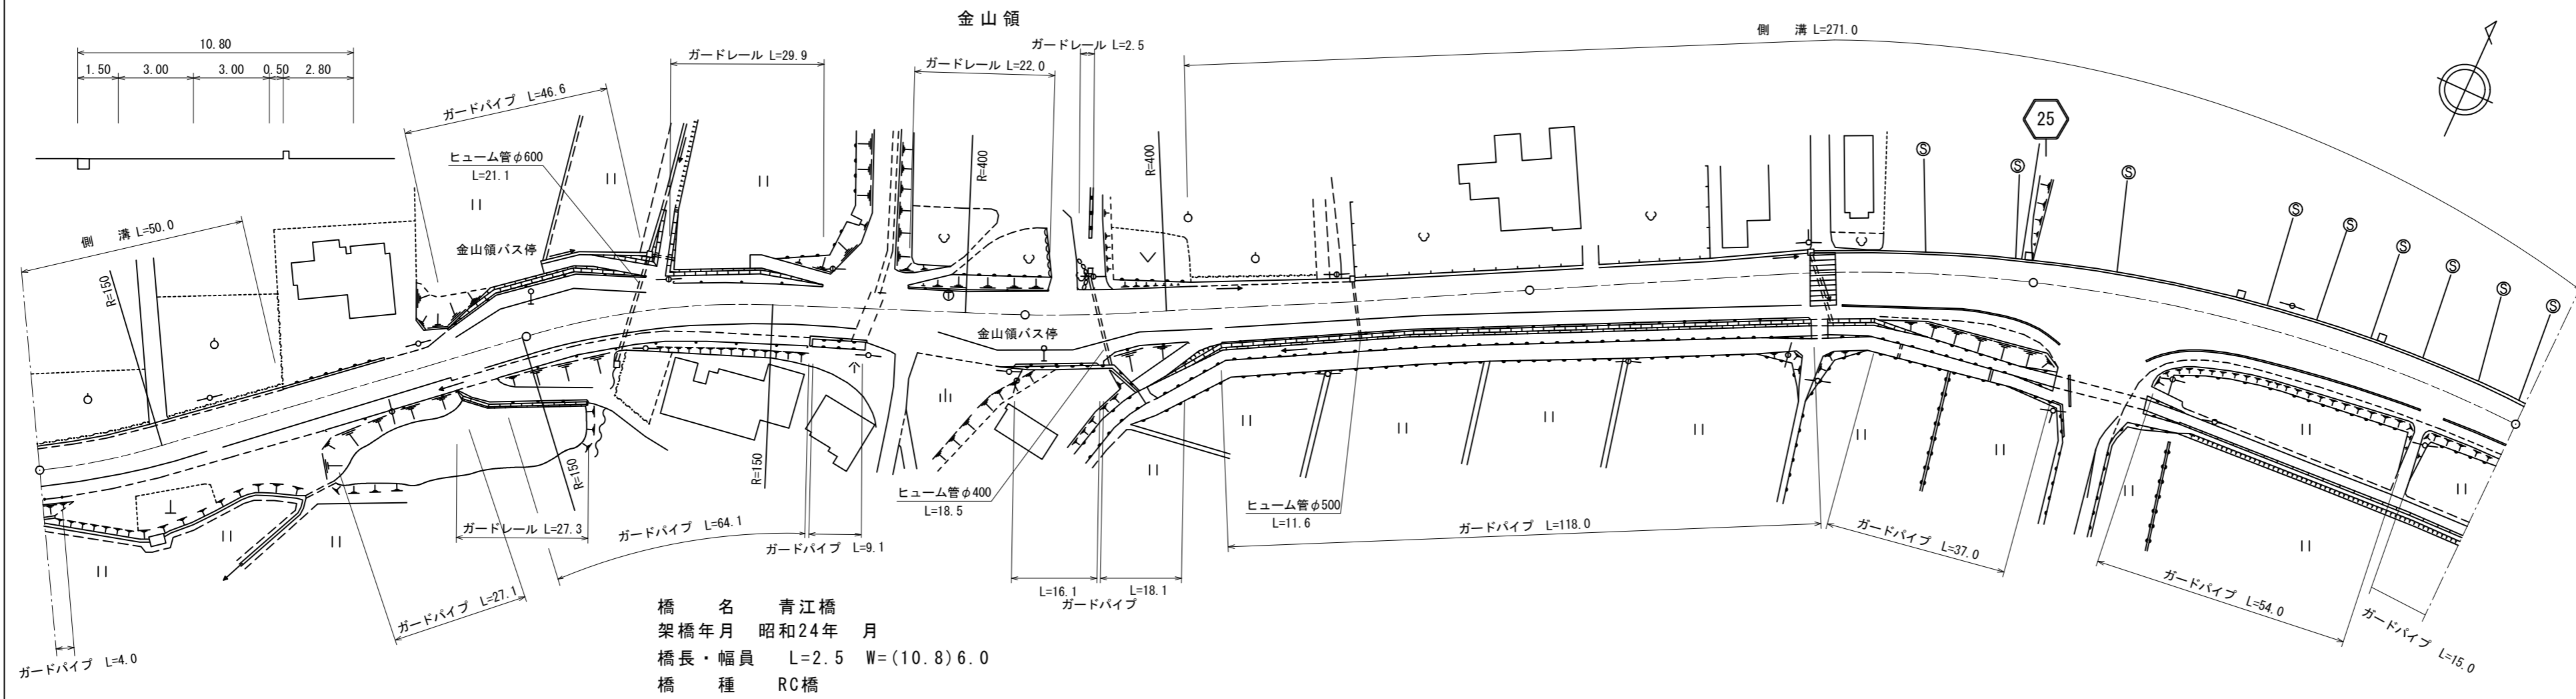 金山領
10.80
1.50 3.00 3.00 0.50 2.80
ガードパイプ L=46.6
ガードレール L=29.9
ガードレール L=22.0
ガードレール L=2.5
側 溝 L=271.0
25
ヒューム管φ600
L=21.1
金山領バス停
側 溝 L=50.0
R=150
R=400
R=400
S
S
S
S
S
S
S
S
S
金山領バス停
R=150
R=150
ヒューム管φ400
L=18.5
ヒューム管φ500
L=11.6
ガードレール L=27.3
ガードパイプ L=64.1
ガードパイプ L=9.1
ガードパイプ L=27.1
ガードパイプ L=4.0
L=16.1 L=18.1
ガードパイプ
ガードパイプ L=118.0
ガードパイプ L=37.0
ガードパイプ L=54.0
ガードパイプ L=15.0
橋 名 青江橋
架橋年月 昭和24年 月
橋長・幅員 L=2.5 W=(10.8)6.0
橋 種 RC橋